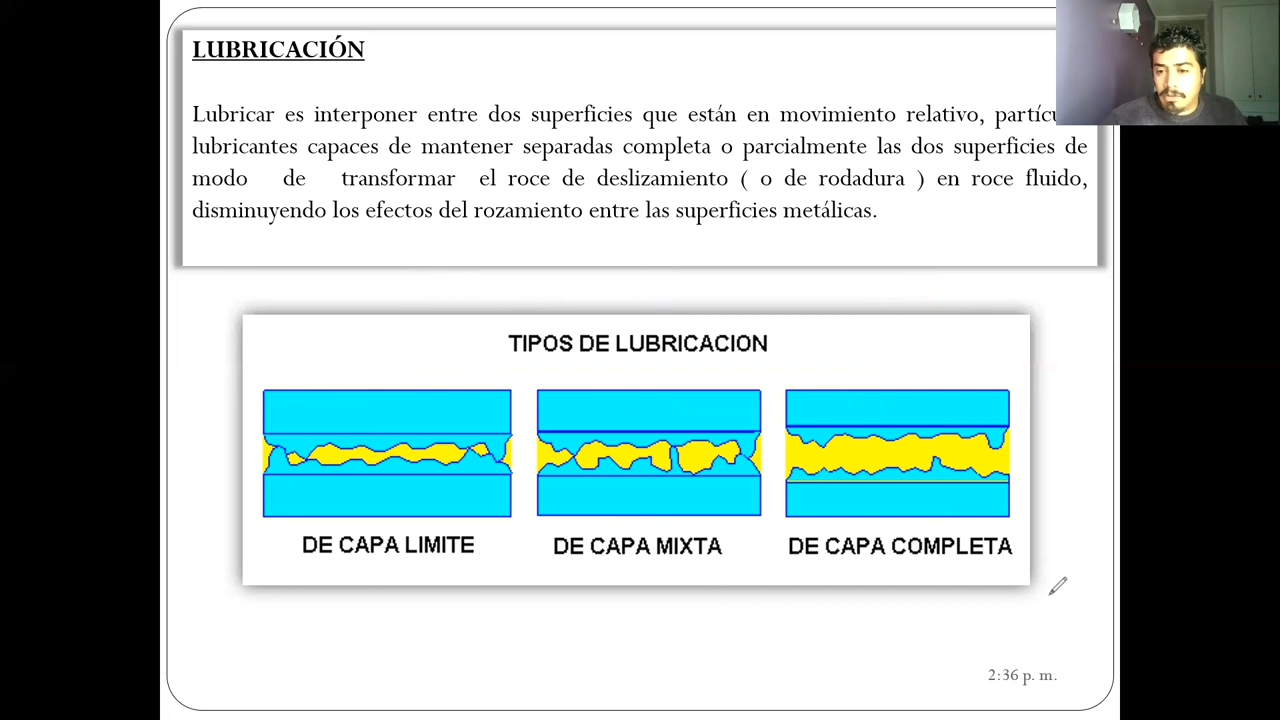 LUBRICACIÓN
Lubricar es interponer entre dos superficies que están en movimiento relativo,
lubricantes capaces de mantener separadas completa o parcialmente las dos superficies de
modo de transformar el roce de deslizamiento ( o de rodadura ) en roce fluido,
disminuyendo los efectos del rozamiento entre las superficies metálicas.
TIPOS DE LUBRICACION
DE CAPA LIMITE
DE CAPA MIXTA
DE CAPA COMPLETA
2:36 p. m.